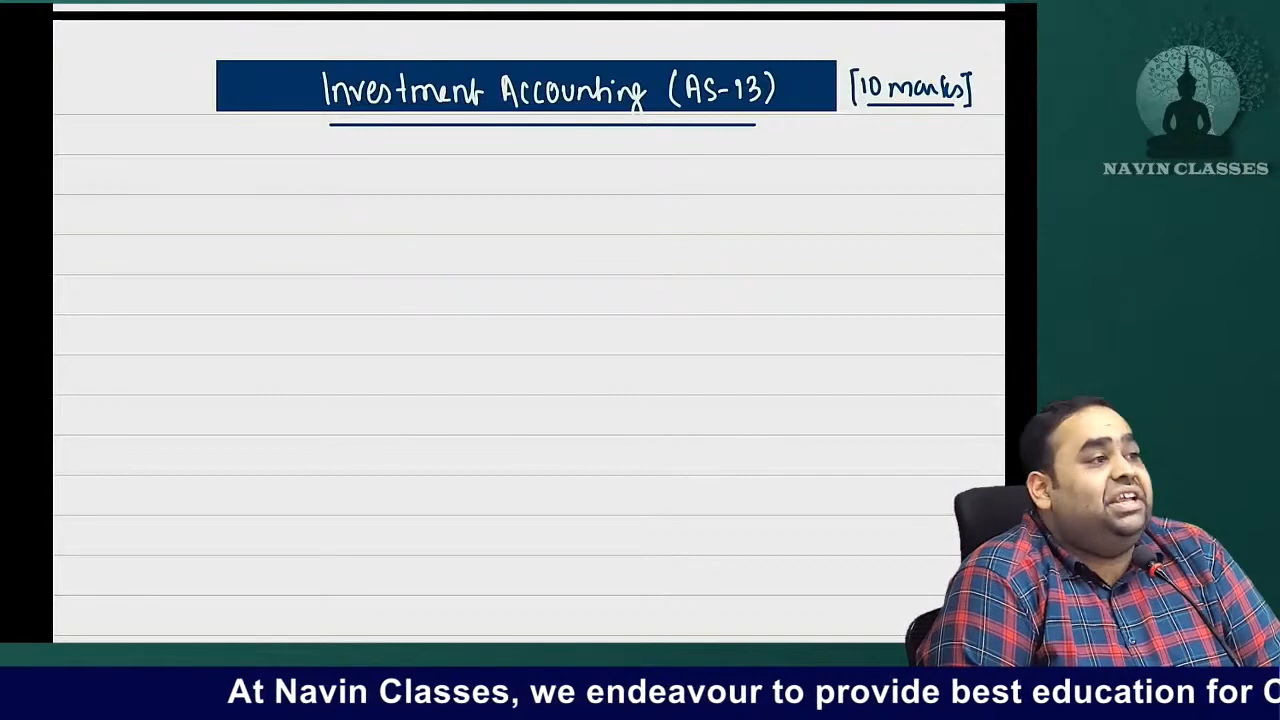 Investment Accounting (AS-13) [10 marks]
NAVIN CLASSES
At Navin Classes, we endeavour to provide best education for C